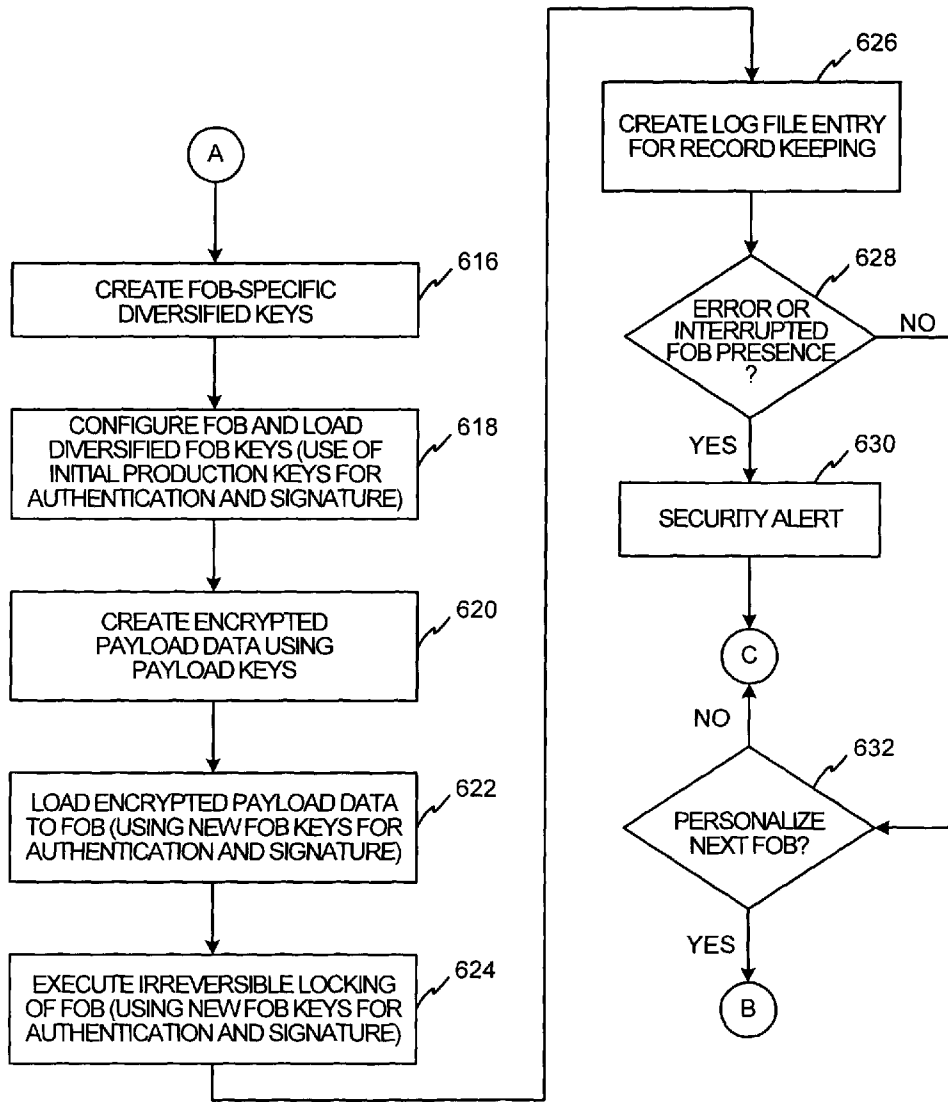 A
616
CREATE FOB-SPECIFIC
DIVERSIFIED KEYS
618
CONFIGURE FOB AND LOAD
DIVERSIFIED FOB KEYS (USE OF
INITIAL PRODUCTION KEYS FOR
AUTHENTICATION AND SIGNATURE)
620
CREATE ENCRYPTED
PAYLOAD DATA USING
PAYLOAD KEYS
622
LOAD ENCRYPTED PAYLOAD DATA
TO FOB (USING NEW FOB KEYS FOR
AUTHENTICATION AND SIGNATURE)
624
EXECUTE IRREVERSIBLE LOCKING
OF FOB (USING NEW FOB KEYS FOR
AUTHENTICATION AND SIGNATURE)
626
CREATE LOG FILE ENTRY
FOR RECORD KEEPING
628
ERROR OR
INTERRUPTED
FOB PRESENCE
?
NO
YES
630
SECURITY ALERT
C
NO
632
PERSONALIZE
NEXT FOB?
YES
B